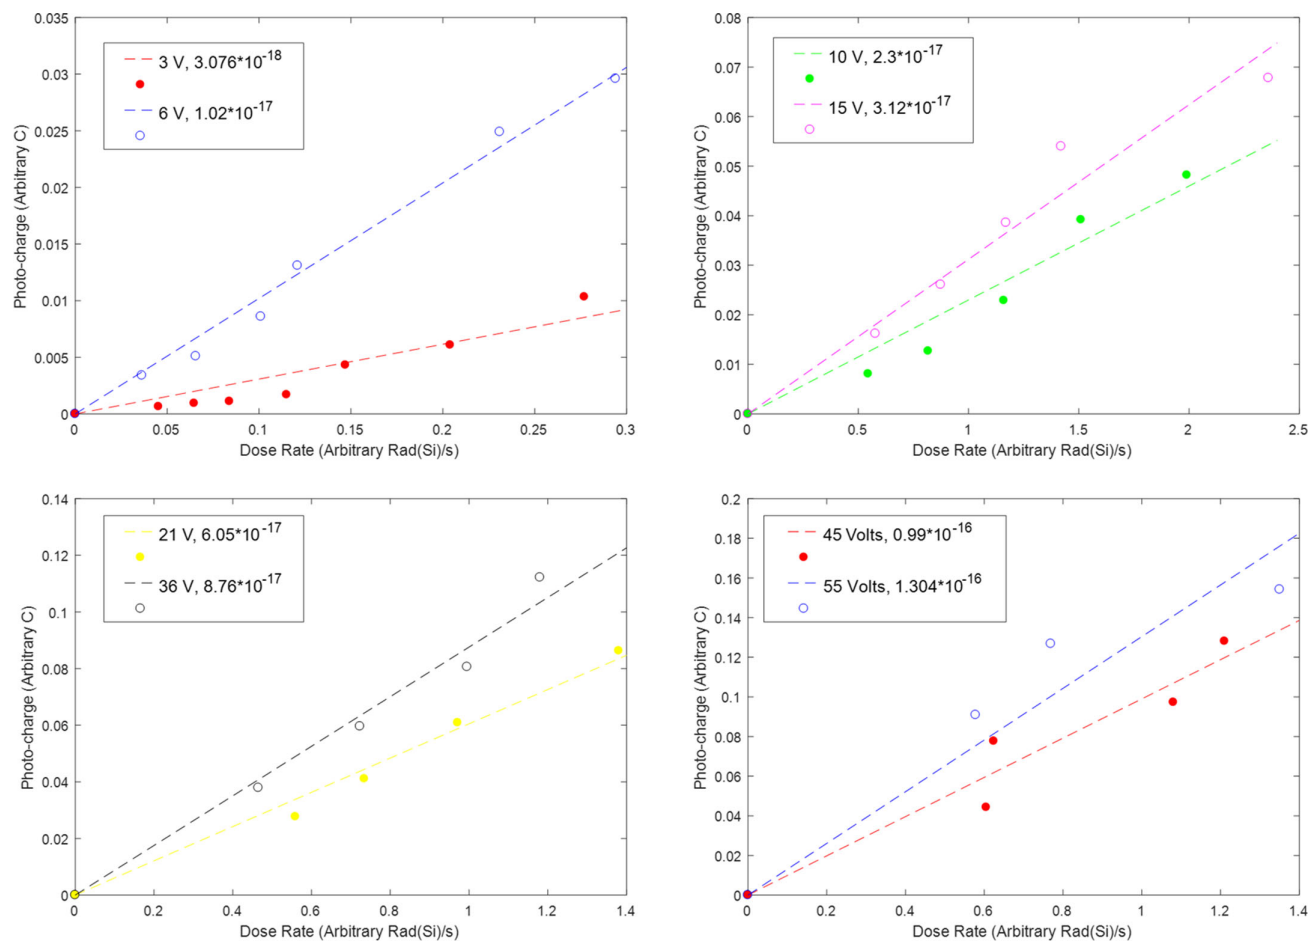 0.035
0.03
0.025
0.02
0.015
0.01
0.005
0
Photo-charge (Arbitrary C)
3 V, 3.076*10^-18
6 V, 1.02*10^-17
0 0.05 0.1 0.15 0.2 0.25 0.3
Dose Rate (Arbitrary Rad(Si)/s)
0.08
0.07
0.06
0.05
0.04
0.03
0.02
0.01
0
Photo-charge (Arbitrary C)
10 V, 2.3*10^-17
15 V, 3.12*10^-17
0 0.5 1 1.5 2 2.5
Dose Rate (Arbitrary Rad(Si)/s)
0.14
0.12
0.1
0.08
0.06
0.04
0.02
0
Photo-charge (Arbitrary C)
21 V, 6.05*10^-17
36 V, 8.76*10^-17
0 0.2 0.4 0.6 0.8 1 1.2 1.4
Dose Rate (Arbitrary Rad(Si)/s)
0.2
0.18
0.16
0.14
0.12
0.1
0.08
0.06
0.04
0.02
0
Photo-charge (Arbitrary C)
45 Volts, 0.99*10^-16
55 Volts, 1.304*10^-16
0 0.2 0.4 0.6 0.8 1 1.2 1.4
Dose Rate (Arbitrary Rad(Si)/s)